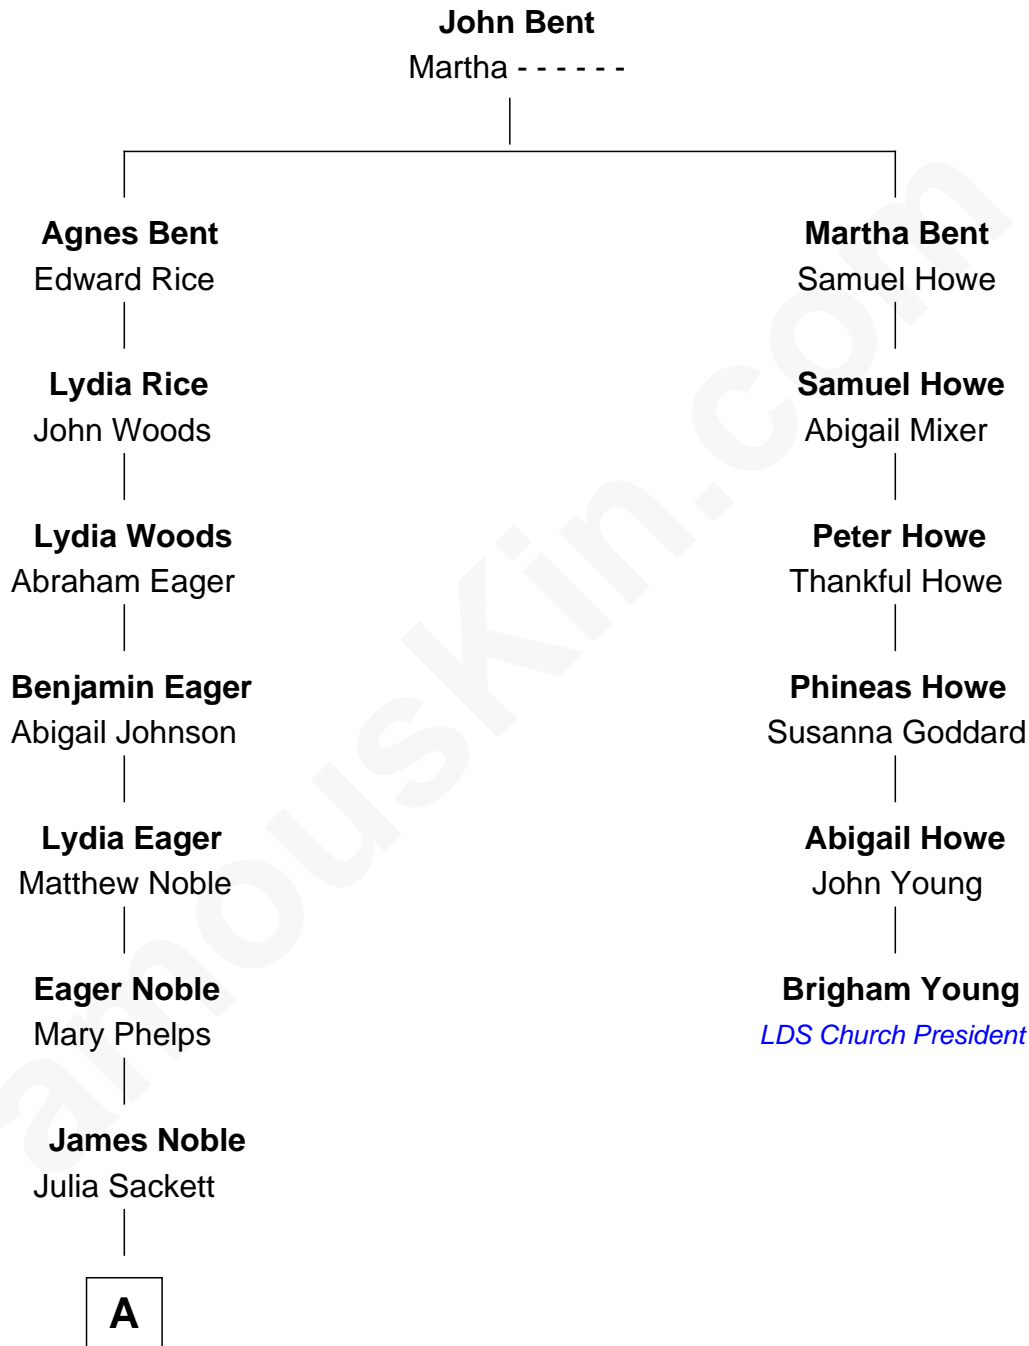 John Bent
Martha - - - - - -
Agnes Bent
Edward Rice
Martha Bent
Samuel Howe
Lydia Rice
John Woods
Samuel Howe
Abigail Mixer
Lydia Woods
Abraham Eager
Peter Howe
Thankful Howe
Benjamin Eager
Abigail Johnson
Phineas Howe
Susanna Goddard
Lydia Eager
Matthew Noble
Abigail Howe
John Young
Eager Noble
Mary Phelps
Brigham Young
LDS Church President
James Noble
Julia Sackett
A
amouskin.com